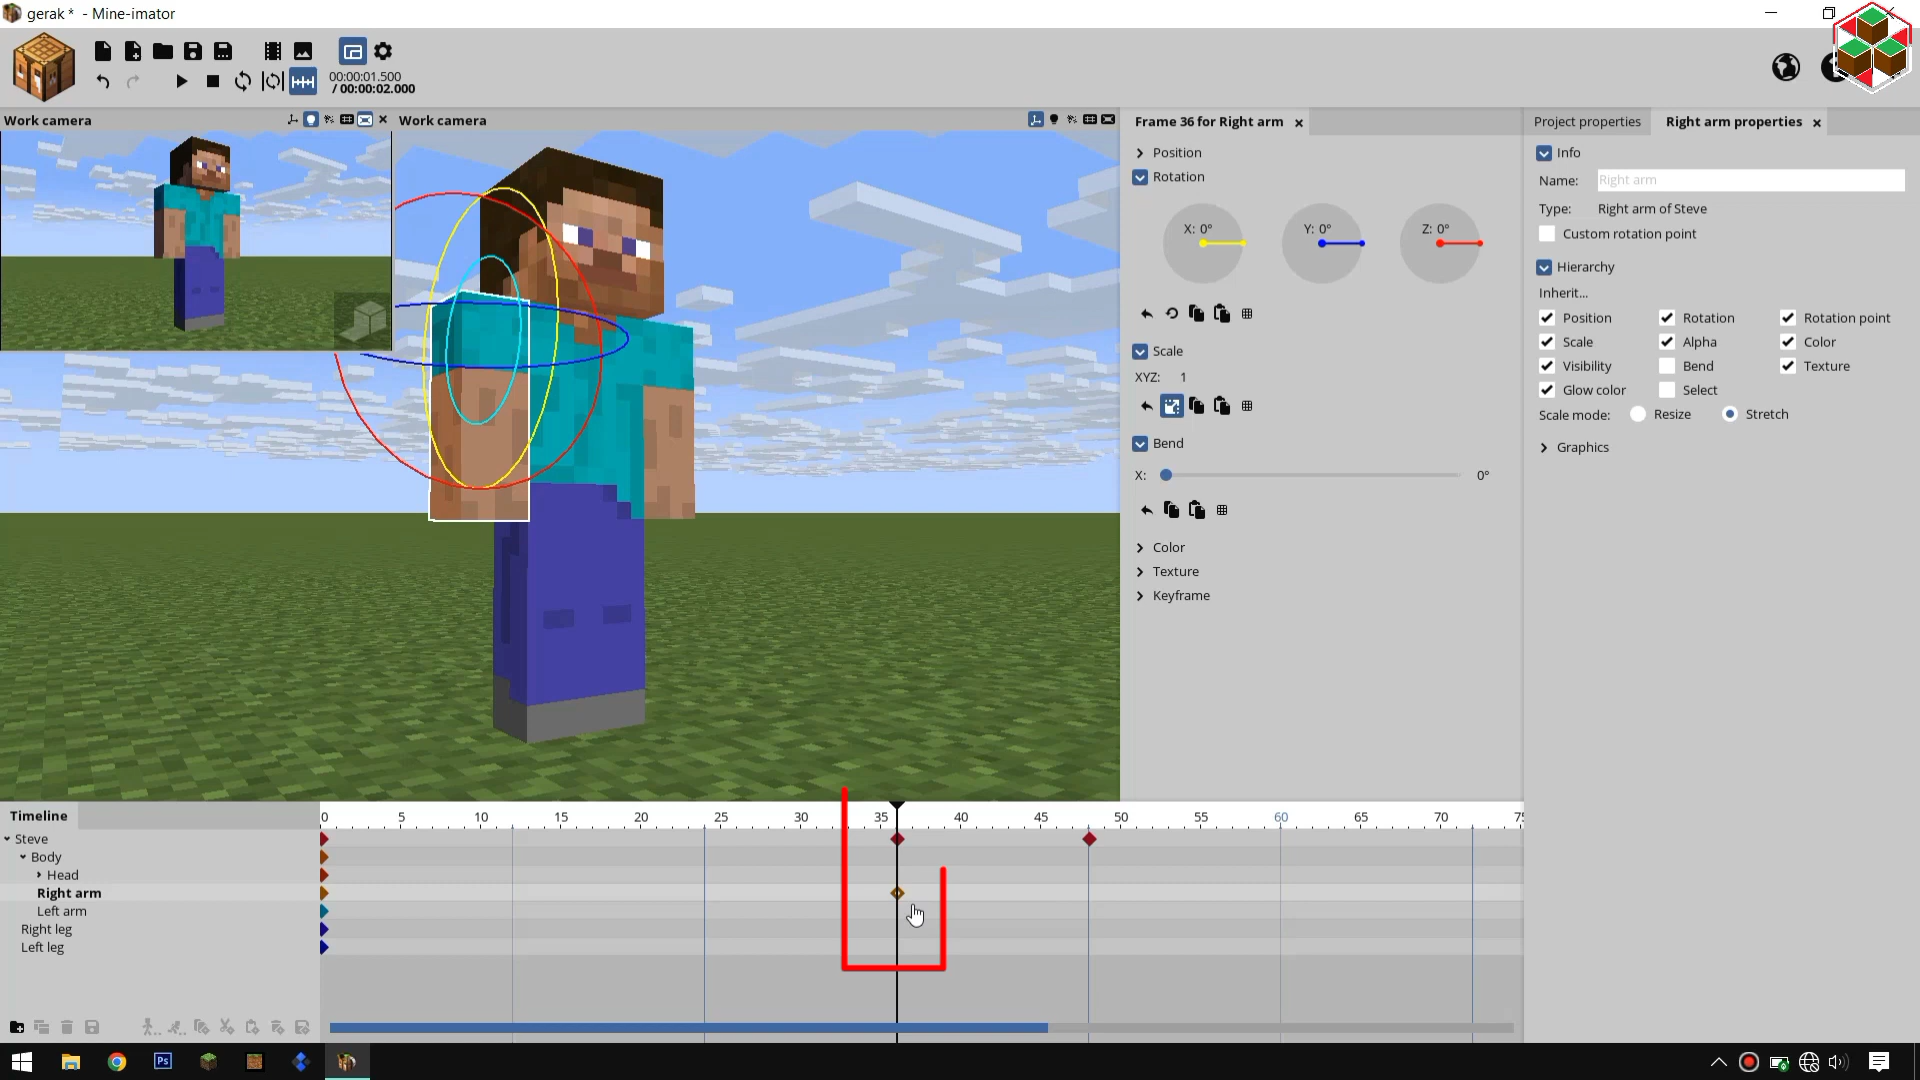 gerak * - Mine-imator
00:00:01.500
/ 00:00:02.000
Work camera
Work camera
Frame 36 for Right arm
Position
Rotation
X: 0°
Y: 0°
Z: 0°
Scale
XYZ: 1
Bend
X:
0°
Color
Texture
Keyframe
Project properties
Right arm properties
Info
Name:
Right arm
Type:
Right arm of Steve
Custom rotation point
Hierarchy
Inherit...
Position
Rotation
Rotation point
Scale
Alpha
Color
Visibility
Bend
Texture
Glow color
Select
Scale mode:
Resize
Stretch
Graphics
Timeline
0 5 10 15 20 25 30 35 40 45 50 55 60 65 70 75
Steve
Body
Head
Right arm
Left arm
Right leg
Left leg
Ps